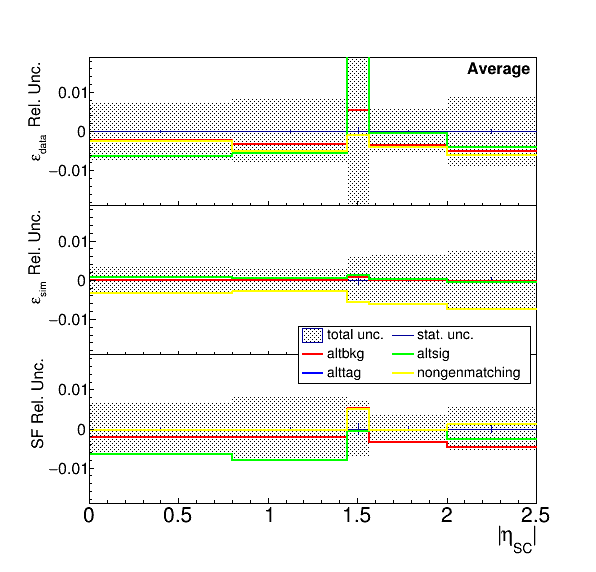 Average
ε_data Rel. Unc.
0.01
0
−0.01
ε_sim Rel. Unc.
0.01
0
−0.01
total unc. stat. unc.
altbkg altsig
alttag nongenmatching
SF Rel. Unc.
0.01
0
−0.01
0 0.5 1 1.5 2 2.5
|η_SC|